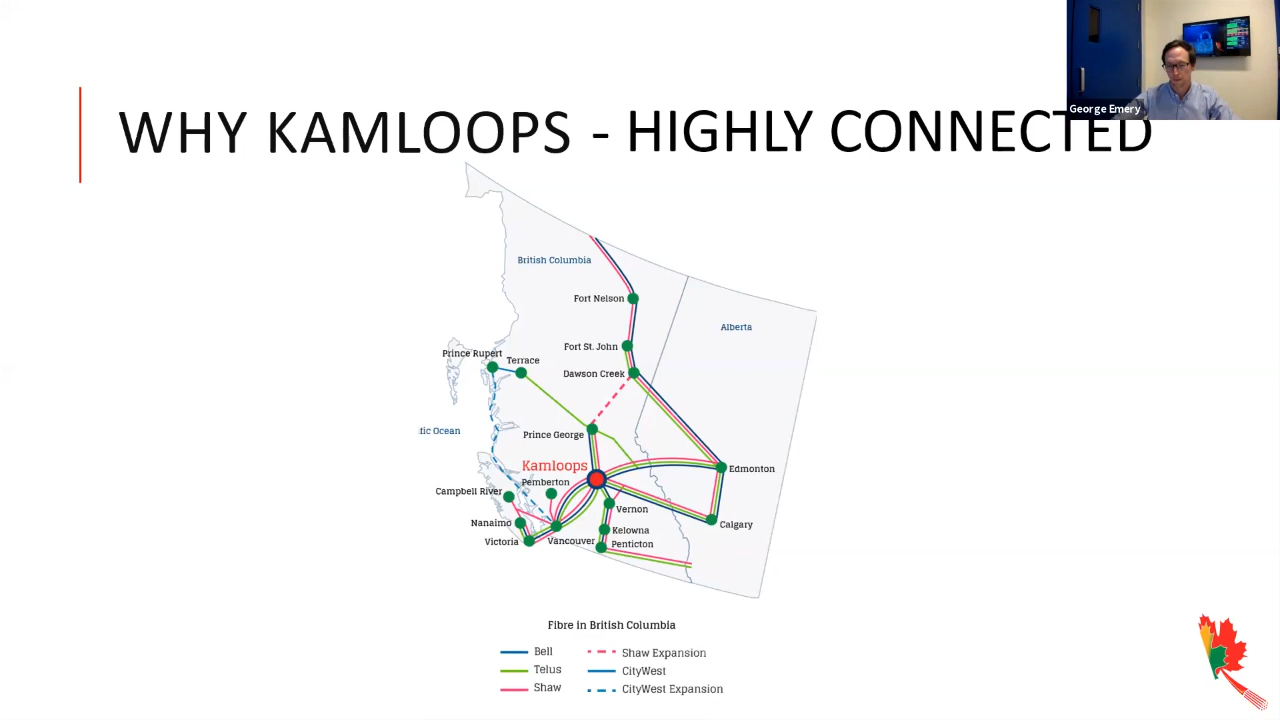 George Emery
WHY KAMLOOPS - HIGHLY CONNECTED
British Columbia
Fort Nelson
Alberta
Fort St. John
Prince Rupert
Terrace
Dawson Creek
tic Ocean
Prince George
Kamloops
Edmonton
Pemberton
Campbell River
Vernon
Nanaimo
Calgary
Kelowna
Victoria
Vancouver
Penticton
Fibre in British Columbia
Bell
Shaw Expansion
Telus
CityWest
Shaw
CityWest Expansion